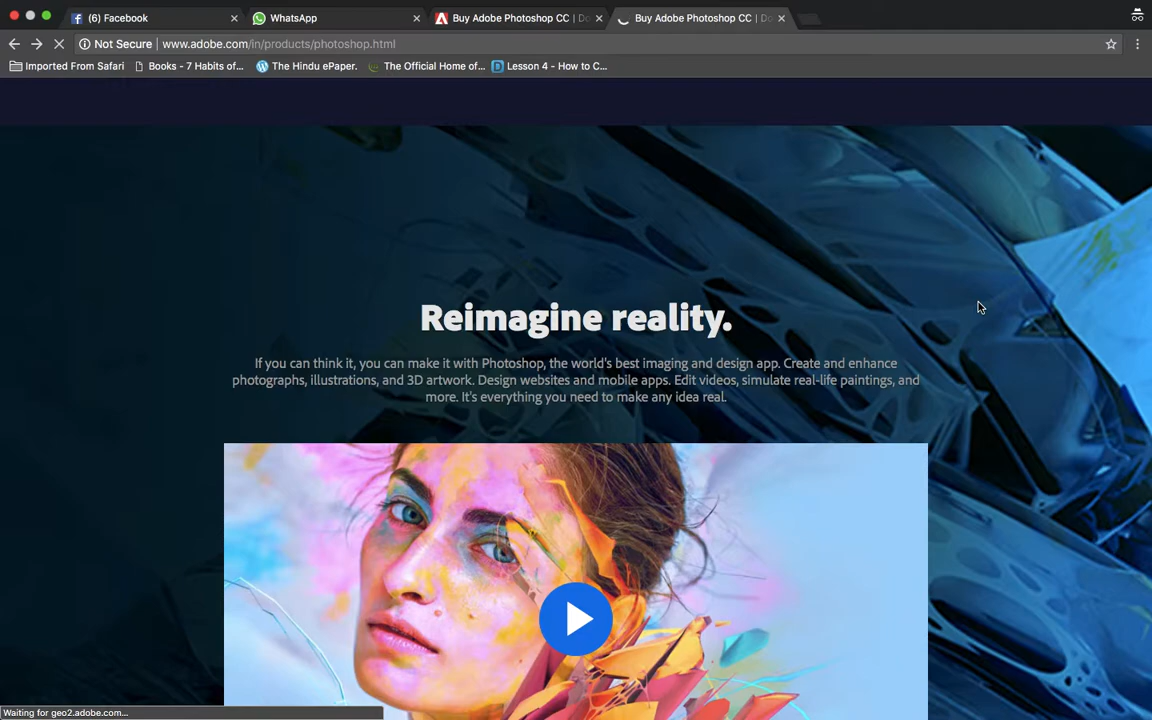 (6) Facebook
WhatsApp
Buy Adobe Photoshop CC | Do
Buy Adobe Photoshop CC | Do
Not Secure | www.adobe.com/in/products/photoshop.html
Imported From Safari
Books - 7 Habits of...
The Hindu ePaper.
The Official Home of...
Lesson 4 - How to C...
Reimagine reality.
If you can think it, you can make it with Photoshop, the world's best imaging and design app. Create and enhance
photographs, illustrations, and 3D artwork. Design websites and mobile apps. Edit videos, simulate real-life paintings, and
more. It's everything you need to make any idea real.
Waiting for geo2.adobe.com...